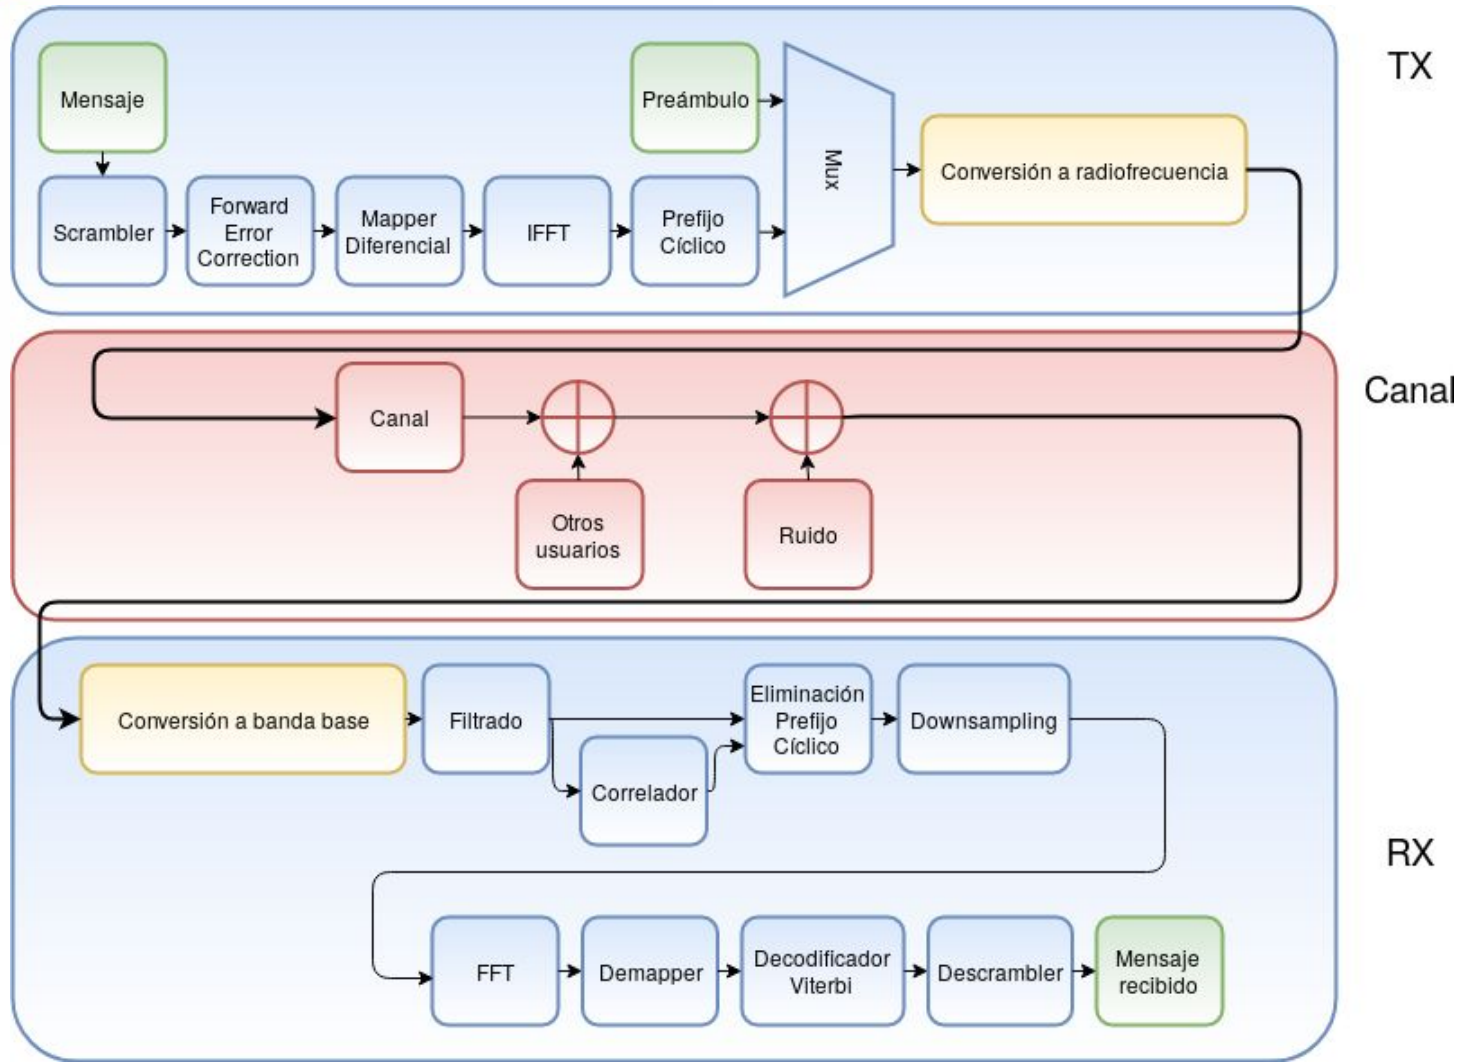 TX
Mensaje
Preámbulo
Mux
Conversión a radiofrecuencia
Scrambler
Forward
Error
Correction
Mapper
Diferencial
IFFT
Prefijo
Cíclico
Canal
Canal
Otros
usuarios
Ruido
RX
Conversión a banda base
Filtrado
Correlador
Eliminación
Prefijo
Cíclico
Downsampling
FFT
Demapper
Decodificador
Viterbi
Descrambler
Mensaje
recibido